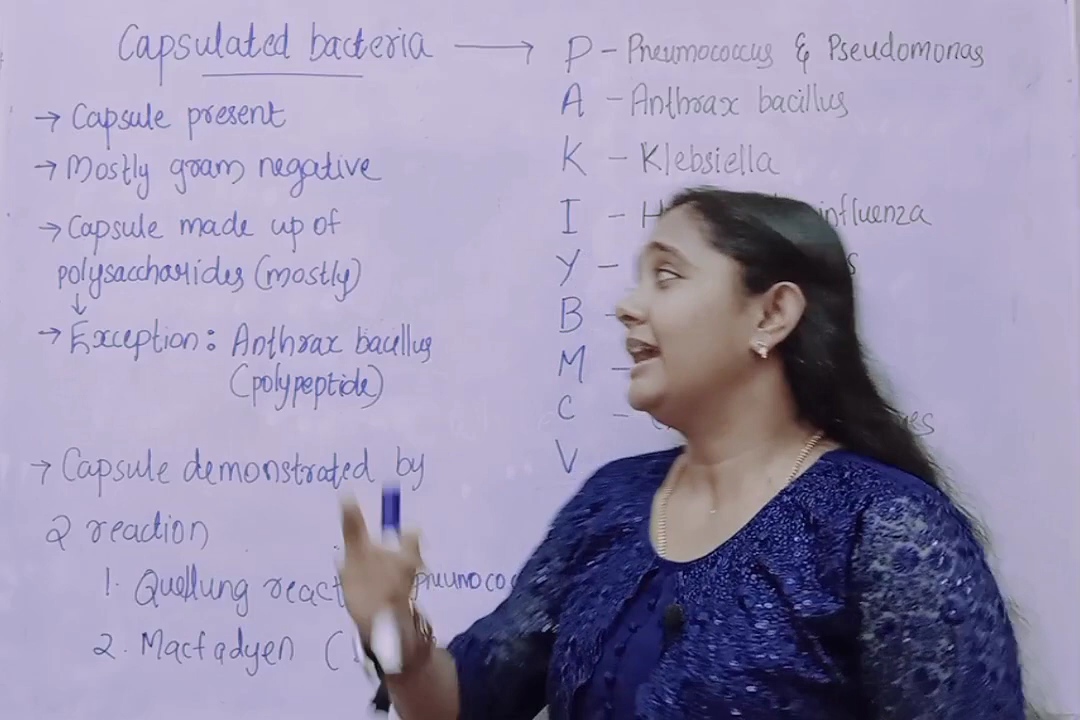 Capsulated bacteria →
→ Capsule present
→ Mostly gram negative
→ Capsule made up of
polysaccharides (mostly)
↓
→ Exception: Anthrax bacillus
(polypeptide)
→ Capsule demonstrated by
2 reaction
1. Quellung
2. Macfadyen (
P - Pneumococcus & Pseudomonas
A - Anthrax bacillus
K - Klebsiella
I - influenza
Y -
B -
M -
C -
V